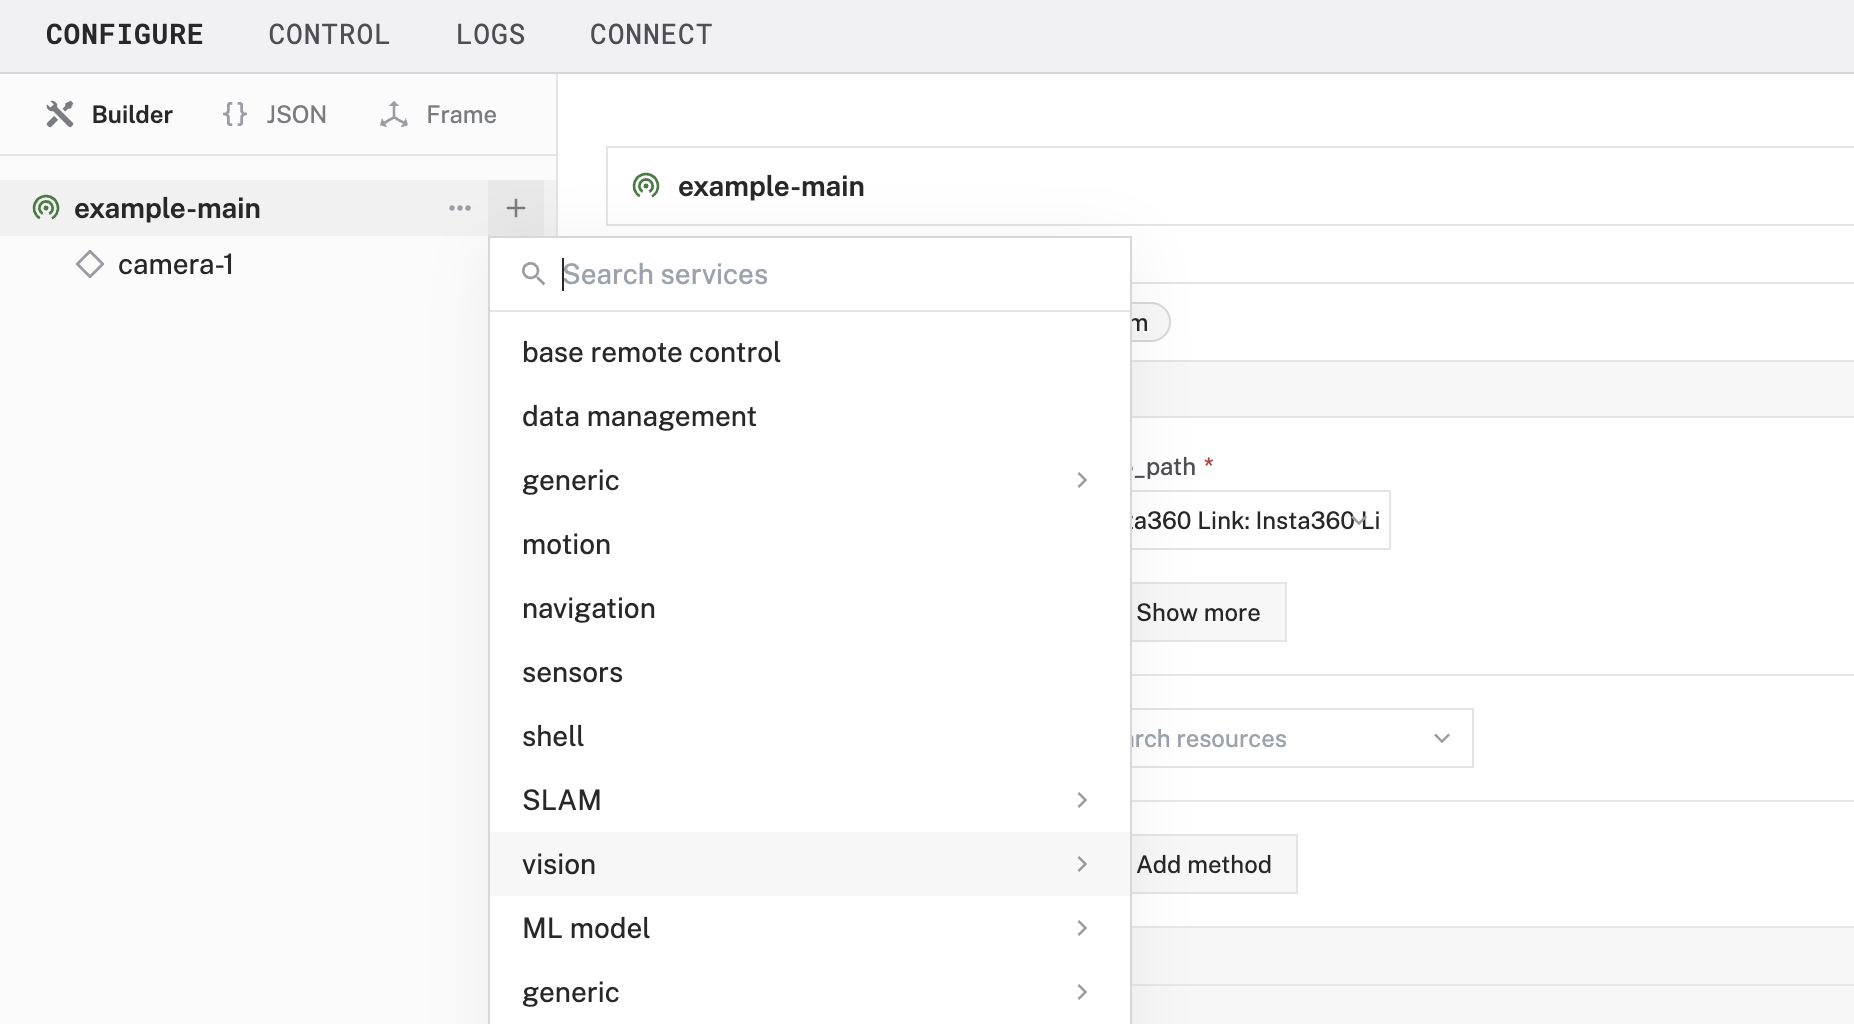 CONFIGURE CONTROL LOGS CONNECT
Builder {} JSON Frame
example-main
example-main
camera-1
Search services
base remote control
data management
generic
motion
navigation
sensors
shell
SLAM
vision
ML model
generic
m
_path *
ta360 Link: Insta360 Li
Show more
rch resources
Add method